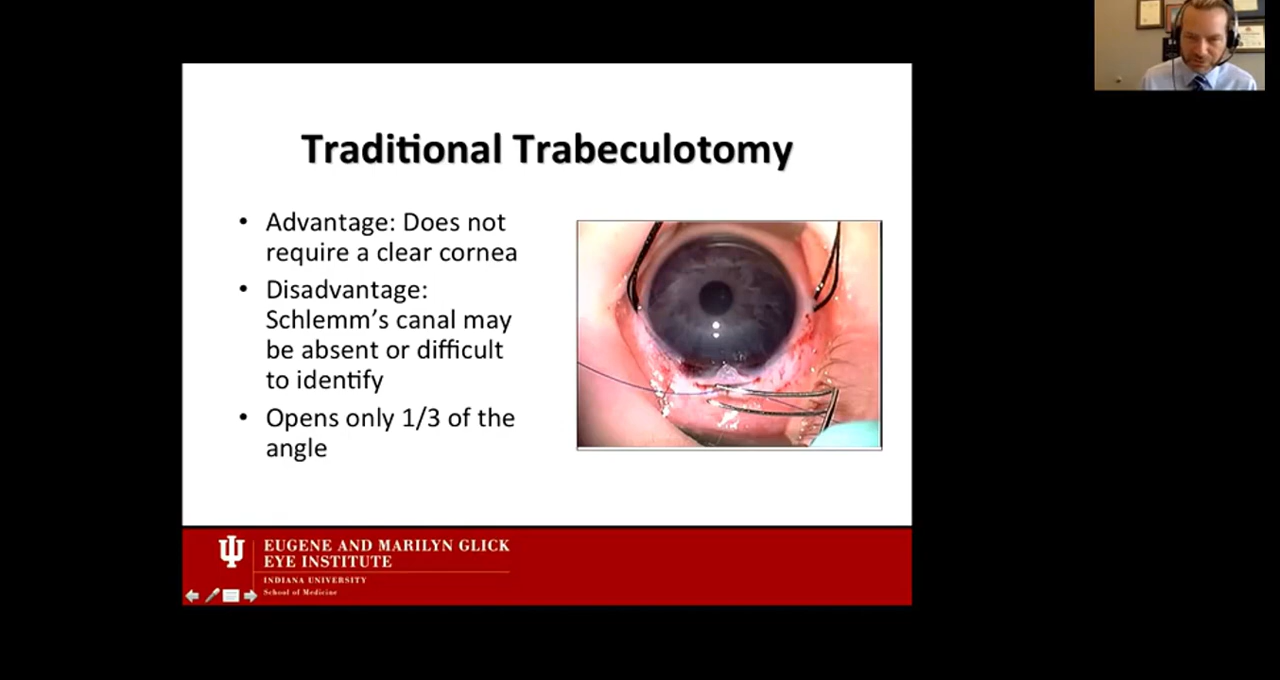 Traditional Trabeculotomy
• Advantage: Does not
require a clear cornea
• Disadvantage:
Schlemm's canal may
be absent or difficult
to identify
• Opens only 1/3 of the
angle
EUGENE AND MARILYN GLICK
EYE INSTITUTE
INDIANA UNIVERSITY
School of Medicine